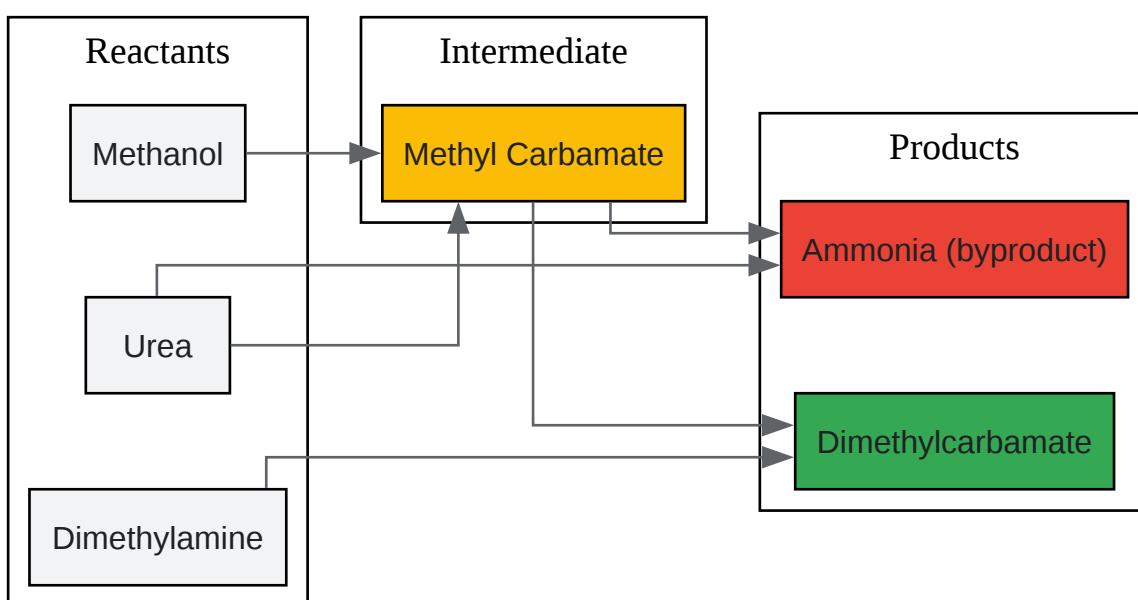 Reactants
Methanol
Urea
Dimethylamine
Intermediate
Methyl Carbamate
Products
Ammonia (byproduct)
Dimethylcarbamate